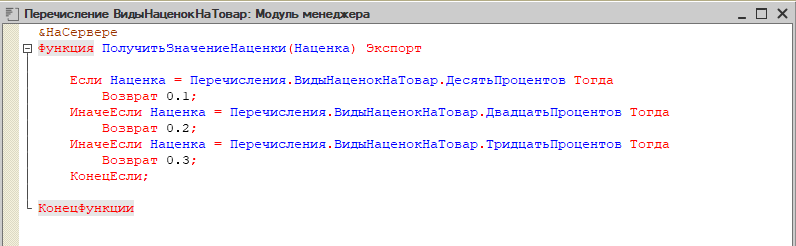 Перечисление ВидыНаценокНаТовар: Модуль менеджера
&НаСервере
Функция ПолучитьЗначениеНаценки(Наценка) Экспорт
Если Наценка = Перечисления.ВидыНаценокНаТовар.ДесятьПроцентов Тогда
Возврат 0.1;
ИначеЕсли Наценка = Перечисления.ВидыНаценокНаТовар.ДвадцатьПроцентов Тогда
Возврат 0.2;
ИначеЕсли Наценка = Перечисления.ВидыНаценокНаТовар.ТридцатьПроцентов Тогда
Возврат 0.3;
КонецЕсли;
КонецФункции